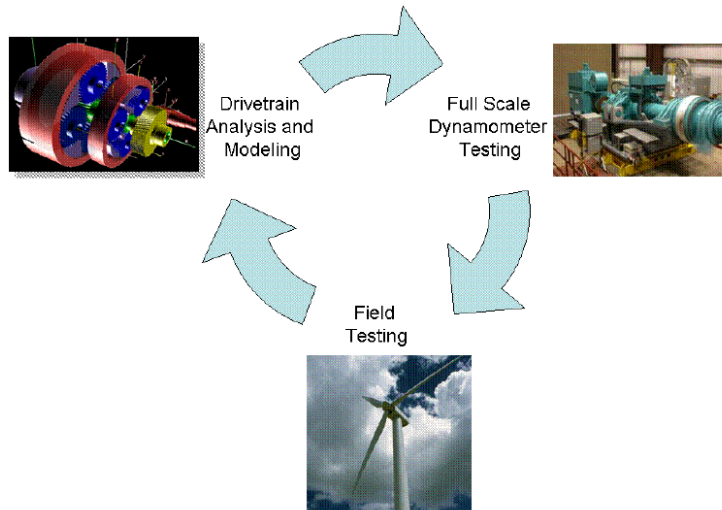 Drivetrain
Analysis and
Modeling
Full Scale
Dynamometer
Testing
Field
Testing